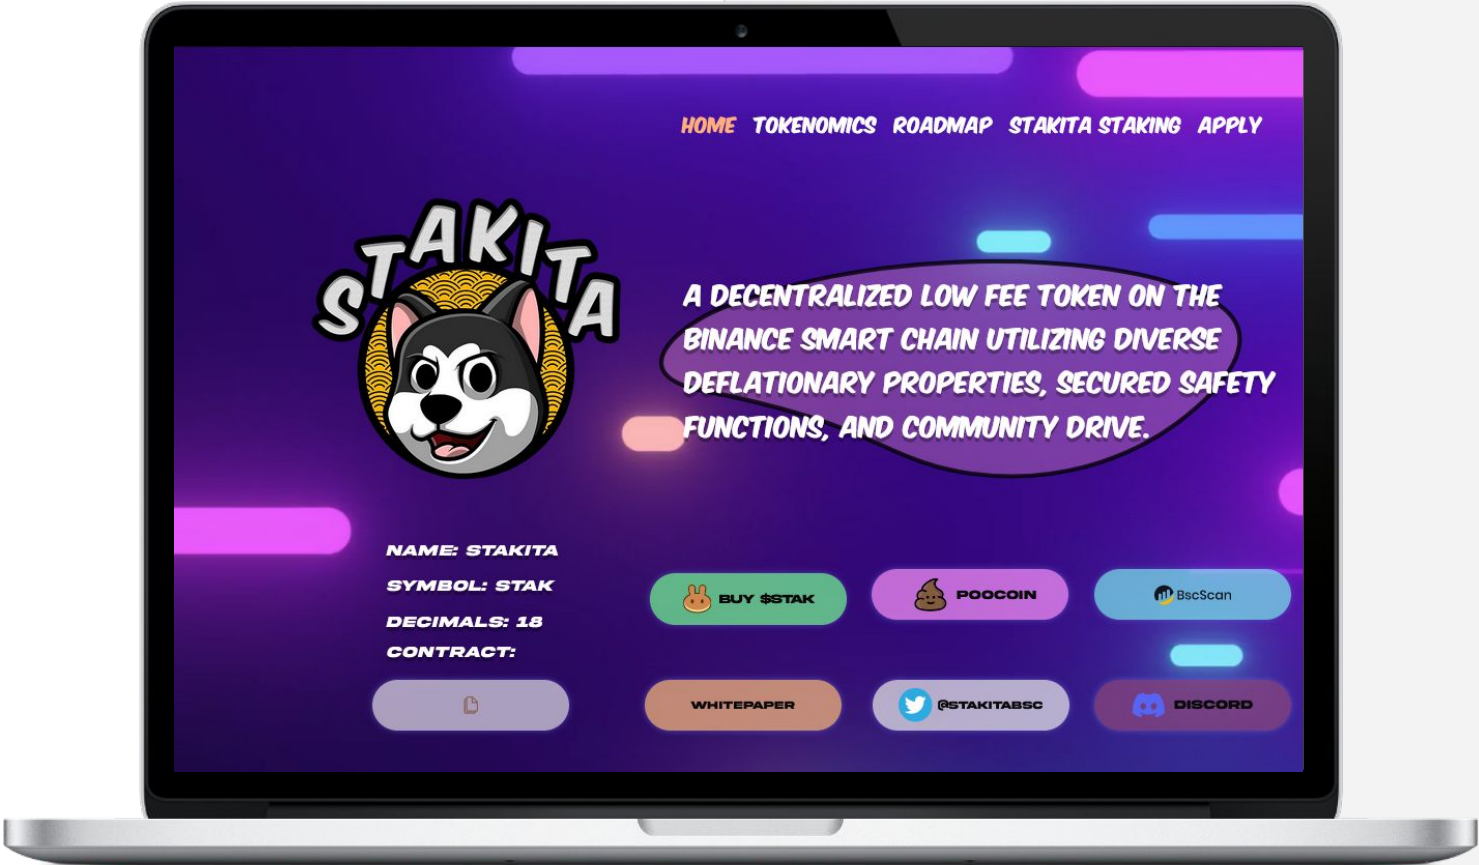 HOME TOKENOMICS ROADMAP STAKITA STAKING APPLY
STAKITA
A DECENTRALIZED LOW FEE TOKEN ON THE
BINANCE SMART CHAIN UTILIZING DIVERSE
DEFLATIONARY PROPERTIES, SECURED SAFETY
FUNCTIONS, AND COMMUNITY DRIVE.
NAME: STAKITA
SYMBOL: STAK
DECIMALS: 18
CONTRACT:
BUY $STAK
POOCOIN
BscScan
WHITEPAPER
@STAKITABSC
DISCORD